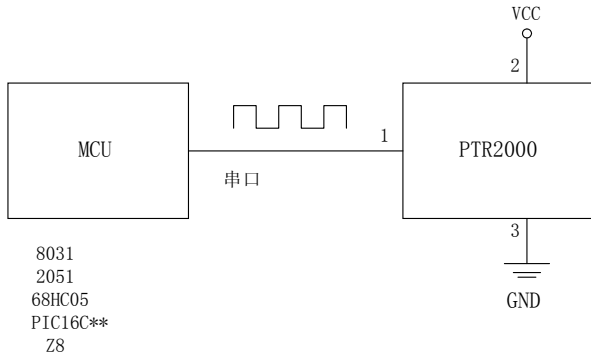 VCC
2
1
MCU
PTR2000
串口
3
8031
2051
68HC05
PIC16C**
Z8
GND